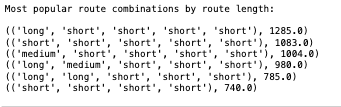 Most popular route combinations by route length:
(('long', 'short', 'short', 'short', 'short'), 1285.0)
(('short', 'short', 'short', 'short', 'short'), 1083.0)
(('medium', 'short', 'short', 'short', 'short'), 1004.0)
(('long', 'medium', 'short', 'short', 'short'), 980.0)
(('long', 'long', 'short', 'short', 'short'), 785.0)
(('short', 'short', 'short', 'short'), 740.0)